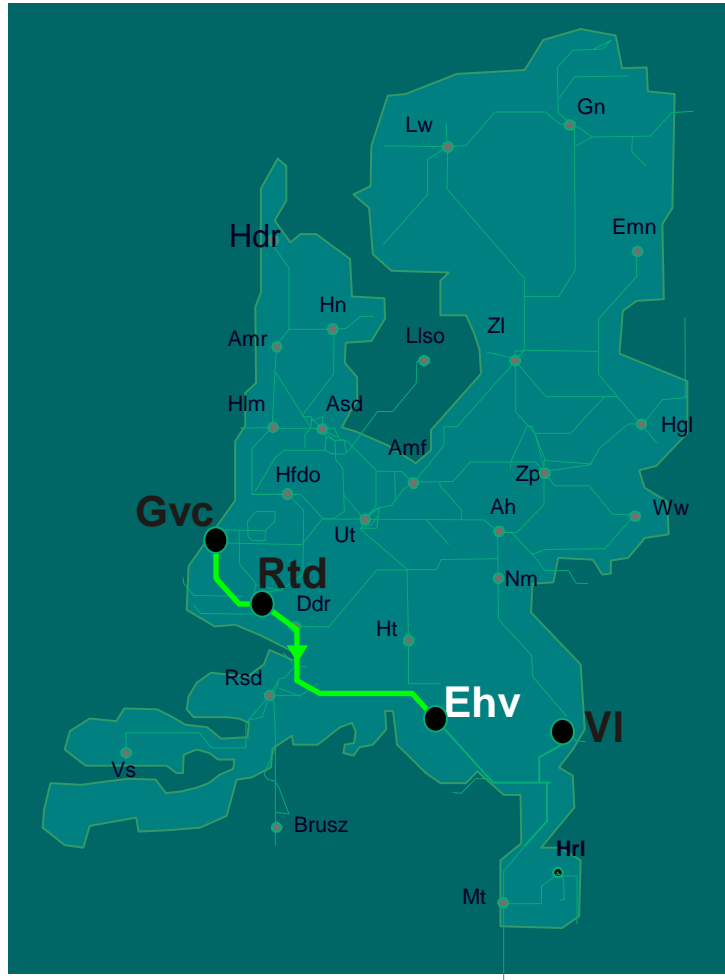 Gn
Lw
Emn
Hdr
Hn
Zl
Amr
Llso
Hlm
Asd
Hgl
Amf
Hfdo
Zp
Ah
Ww
Gvc
Ut
Rtd
Nm
Ddr
Ht
Rsd
Ehv
Vl
Vs
Brusz
Hrl
Mt